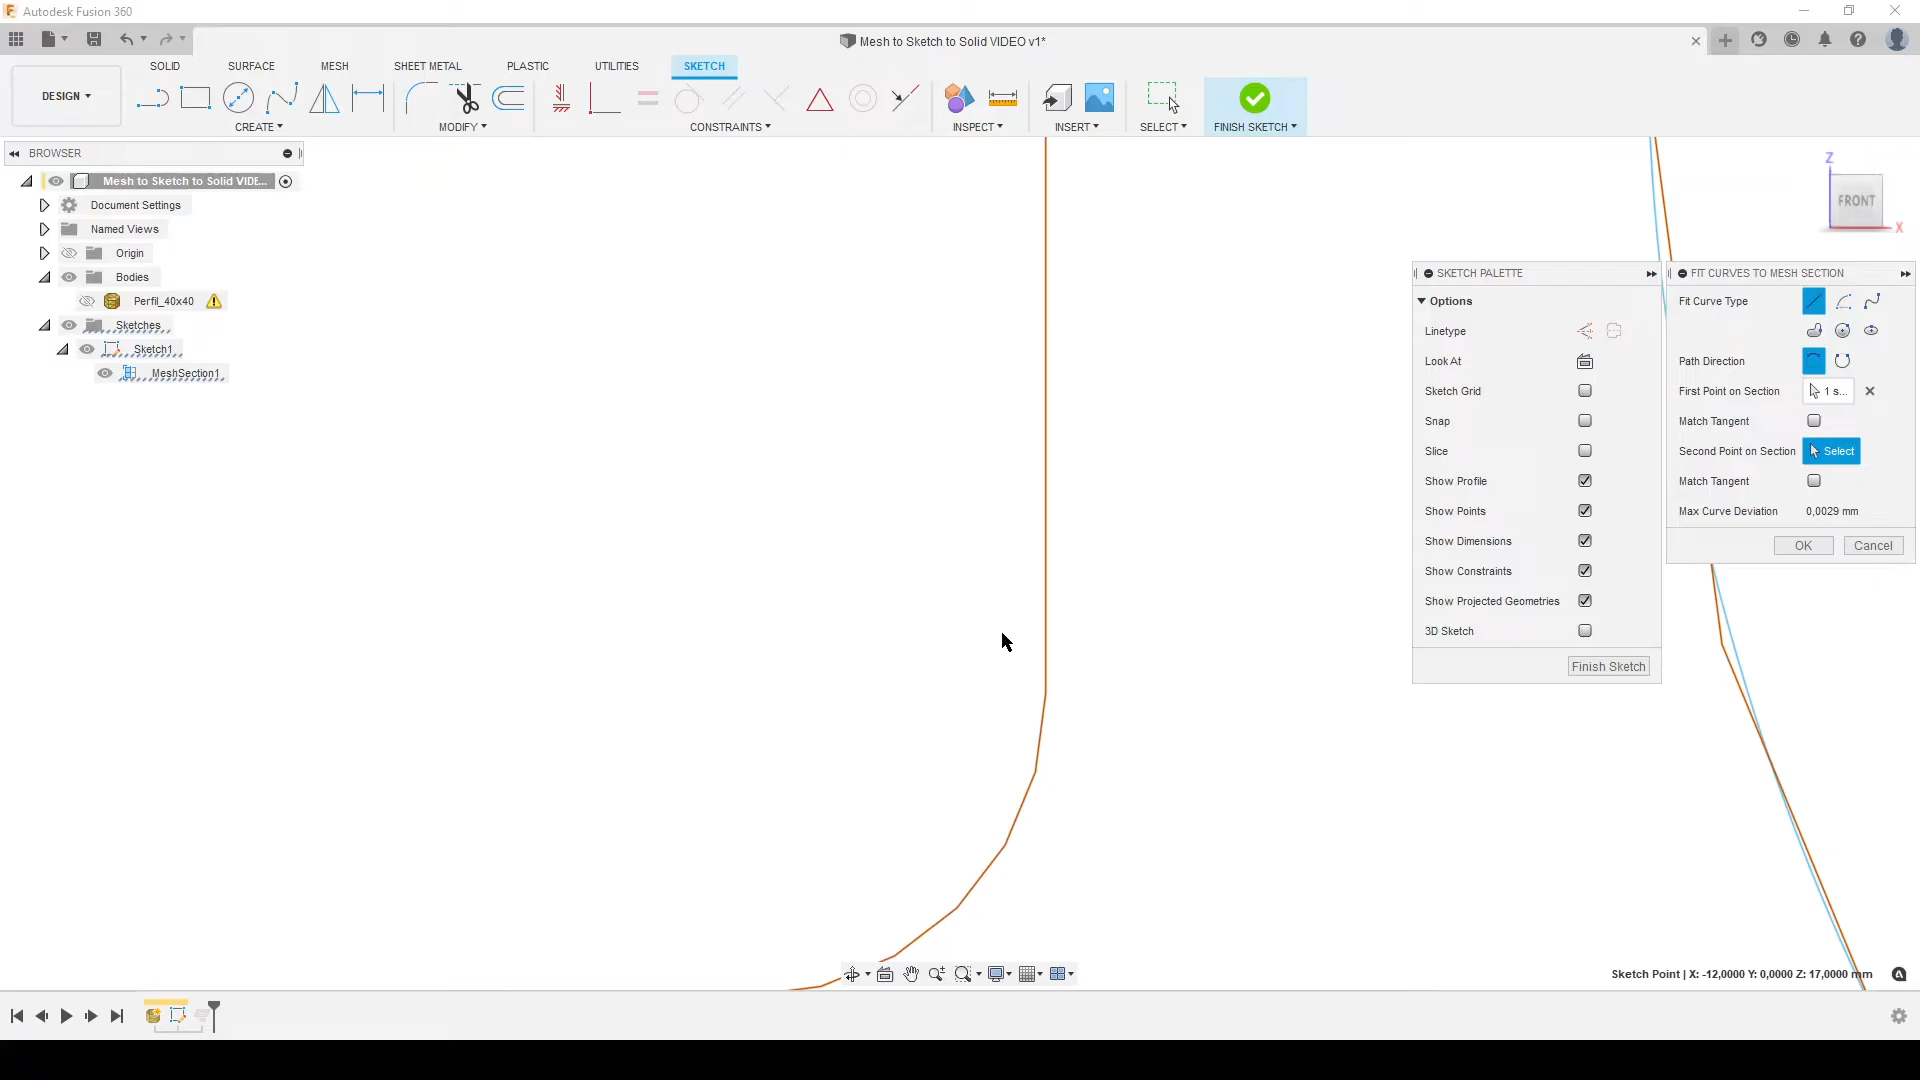 Autodesk Fusion 360
Mesh to Sketch to Solid VIDEO v1*
SOLID SURFACE MESH SHEET METAL PLASTIC UTILITIES SKETCH
DESIGN
CREATE MODIFY CONSTRAINTS INSPECT INSERT SELECT FINISH SKETCH
BROWSER
Mesh to Sketch to Solid VIDE...
Document Settings
Named Views
Origin
Bodies
Perfil_40x40
Sketches
Sketch1
MeshSection1
Z
FRONT
X
SKETCH PALETTE
Options
Linetype
Look At
Sketch Grid
Snap
Slice
Show Profile
Show Points
Show Dimensions
Show Constraints
Show Projected Geometries
3D Sketch
Finish Sketch
FIT CURVES TO MESH SECTION
Fit Curve Type
Path Direction
First Point on Section 1 s...
Match Tangent
Second Point on Section Select
Match Tangent
Max Curve Deviation 0,0029 mm
OK Cancel
Sketch Point | X: -12,0000 Y: 0,0000 Z: 17,0000 mm